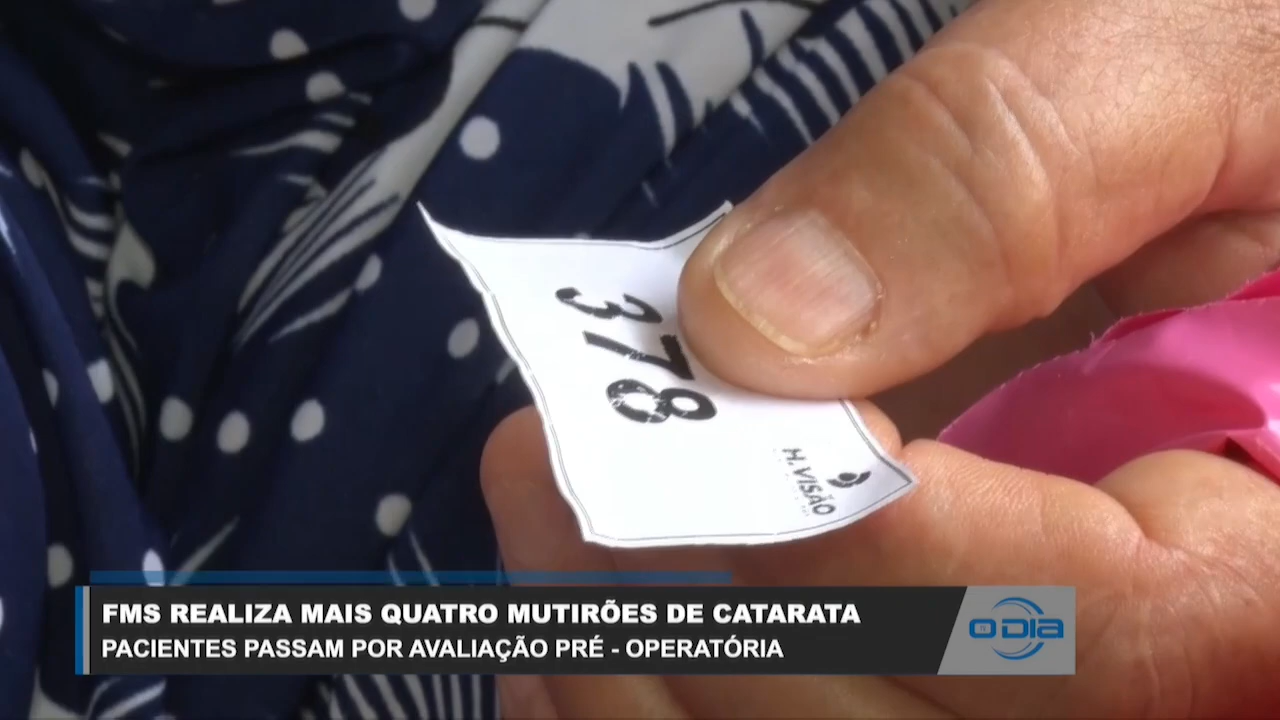 378
H.VISÃO
FMS REALIZA MAIS QUATRO MUTIRÕES DE CATARATA
PACIENTES PASSAM POR AVALIAÇÃO PRÉ - OPERATÓRIA
O DIA